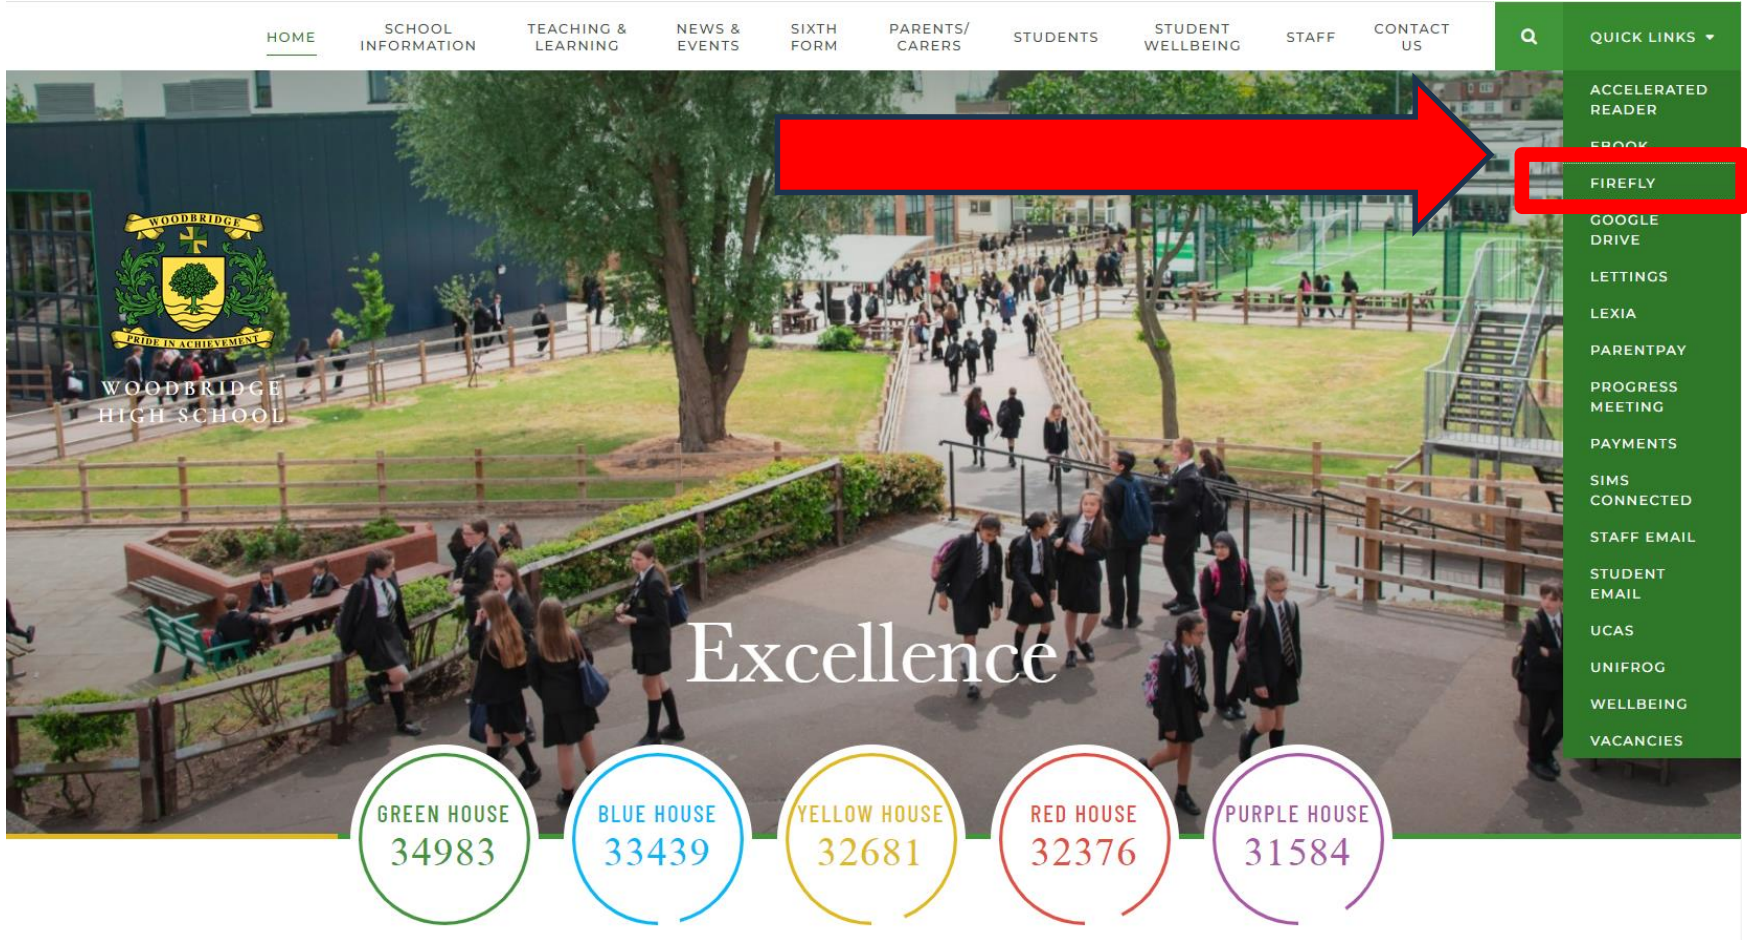 HOME
SCHOOL
INFORMATION
TEACHING &
LEARNING
NEWS &
EVENTS
SIXTH
FORM
PARENTS/
CARERS
STUDENTS
STUDENT
WELLBEING
STAFF
CONTACT
US
QUICK LINKS
ACCELERATED
READER
EBOOK
FIREFLY
GOOGLE
DRIVE
LETTINGS
LEXIA
PARENTPAY
PROGRESS
MEETING
PAYMENTS
SIMS
CONNECTED
STAFF EMAIL
STUDENT
EMAIL
UCAS
UNIFROG
WELLBEING
VACANCIES
WOODBRIDGE
PRIDE IN ACHIEVEMENT
WOODBRIDGE
HIGH SCHOOL
Excellence
GREEN HOUSE
34983
BLUE HOUSE
33439
YELLOW HOUSE
32681
RED HOUSE
32376
PURPLE HOUSE
31584